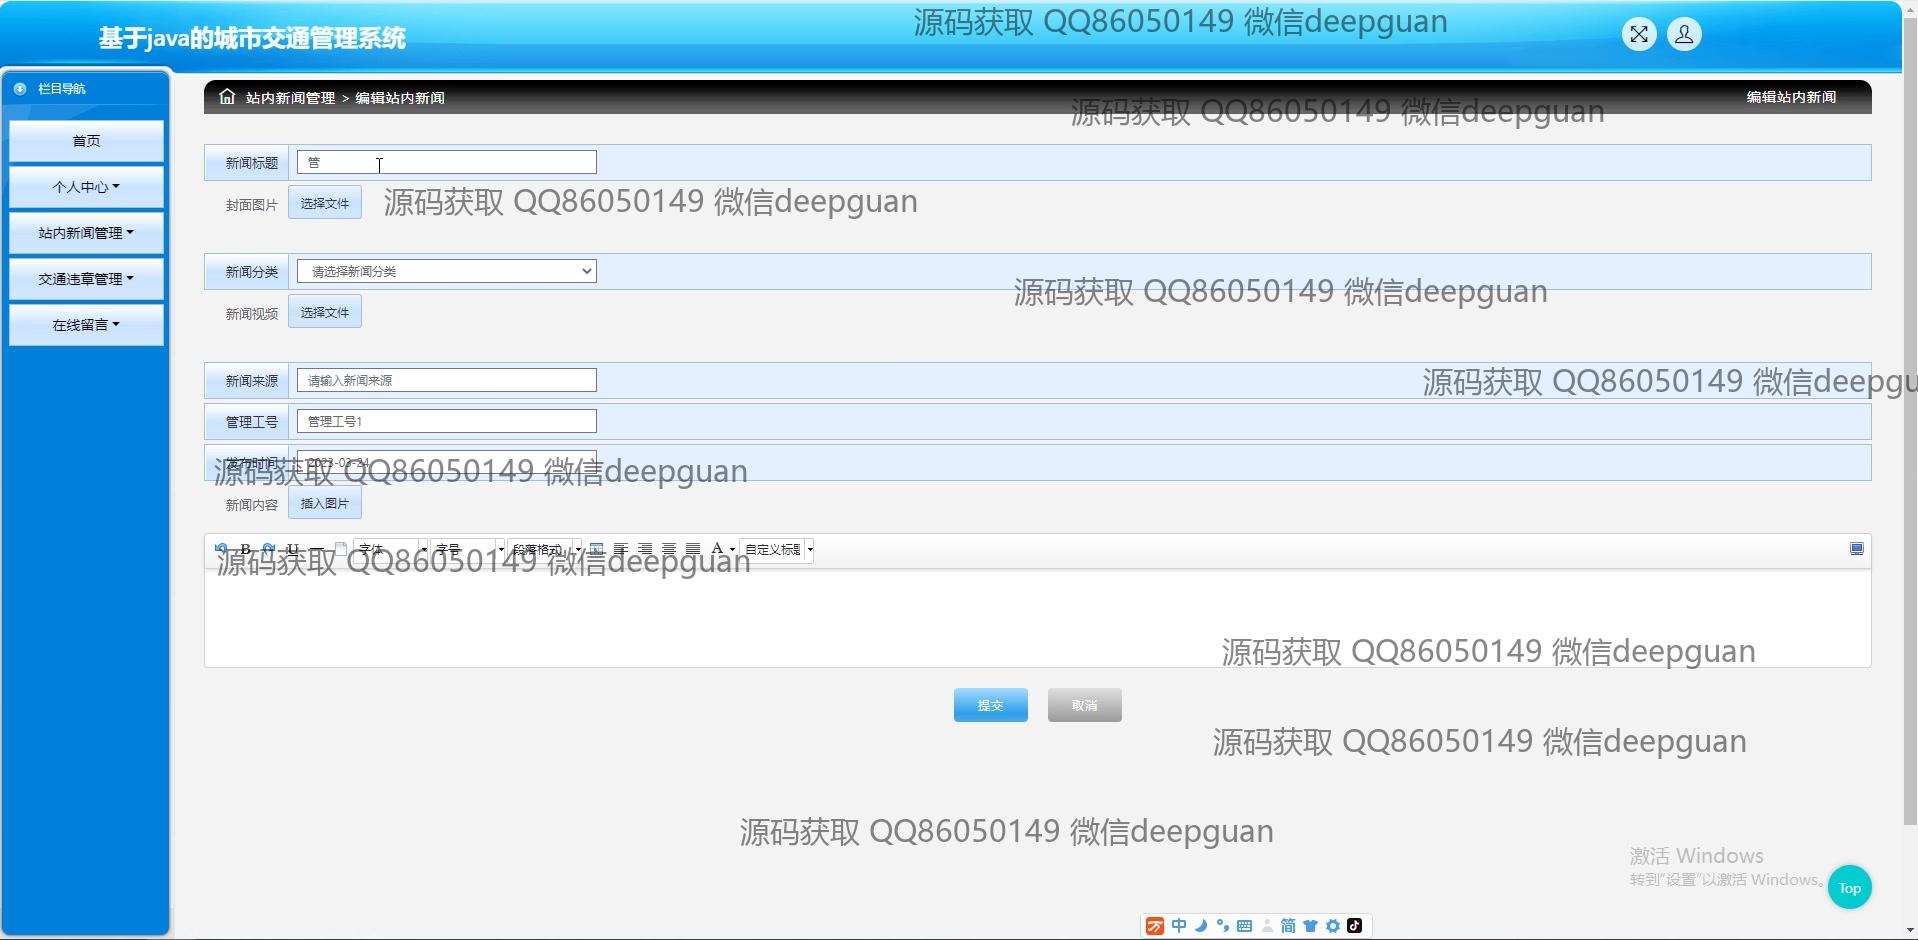 源码获取 QQ86050149 微信deepguan
基于java的城市交通管理系统
栏目导航
站内新闻管理 > 编辑站内新闻
编辑站内新闻
源码获取 QQ86050149 微信deepguan
首页
新闻标题 管
个人中心
封面图片 选择文件
源码获取 QQ86050149 微信deepguan
站内新闻管理
新闻分类 请选择新闻分类
交通违章管理
源码获取 QQ86050149 微信deepguan
新闻视频 选择文件
在线留言
新闻来源 请输入新闻来源
源码获取 QQ86050149 微信deepgu
管理工号 管理工号1
发布时间 2023-03-24
源码获取 QQ86050149 微信deepguan
新闻内容 插入图片
B U 字体 字号 段落格式 A 自定义标题
源码获取 QQ86050149 微信deepguan
源码获取 QQ86050149 微信deepguan
提交 取消
源码获取 QQ86050149 微信deepguan
源码获取 QQ86050149 微信deepguan
激活 Windows
转到"设置"以激活 Windows。
Top
中 简